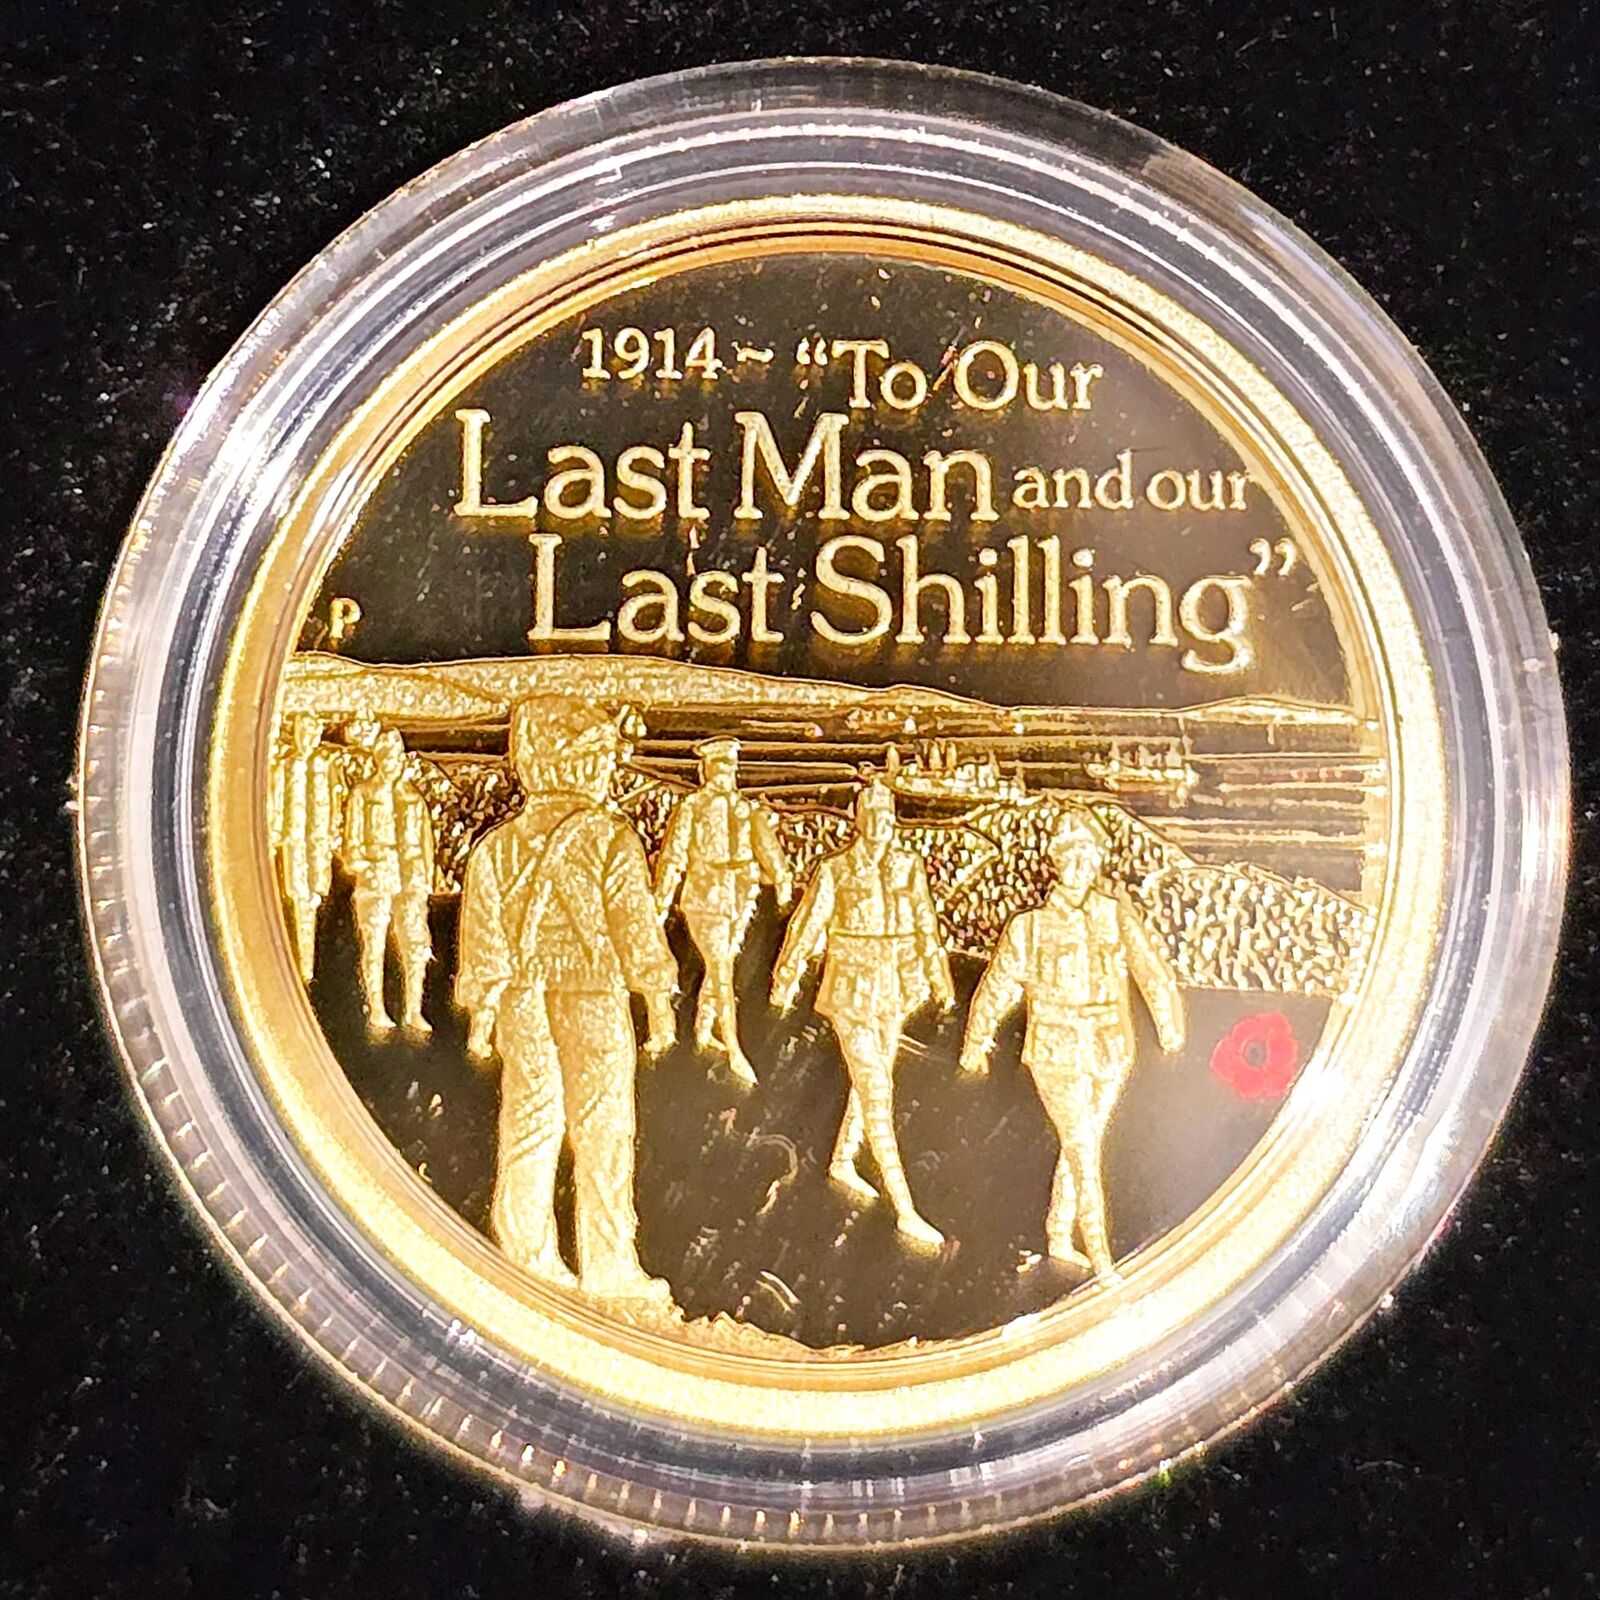 1914 ~ “To Our
Last Man and our
Last Shilling”
P